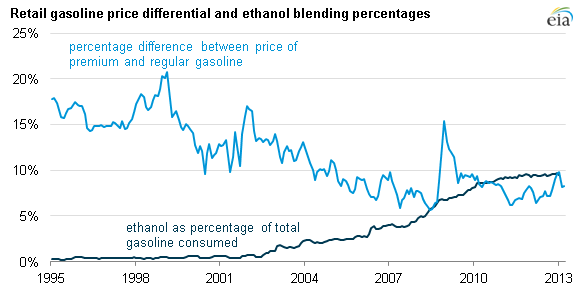 Retail gasoline price differential and ethanol blending percentages
eia
25%
percentage difference between price of
premium and regular gasoline
20%
15%
10%
5%
ethanol as percentage of total
gasoline consumed
0%
1995 1998 2001 2004 2007 2010 2013